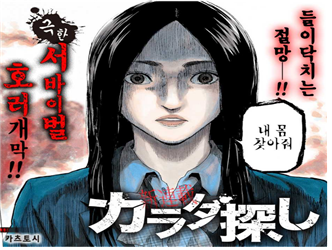 극한
서바이벌
호러개막!!
들이닥치는
절망―!!
내 몸
찾아줘
カラダ探し
카츠토시